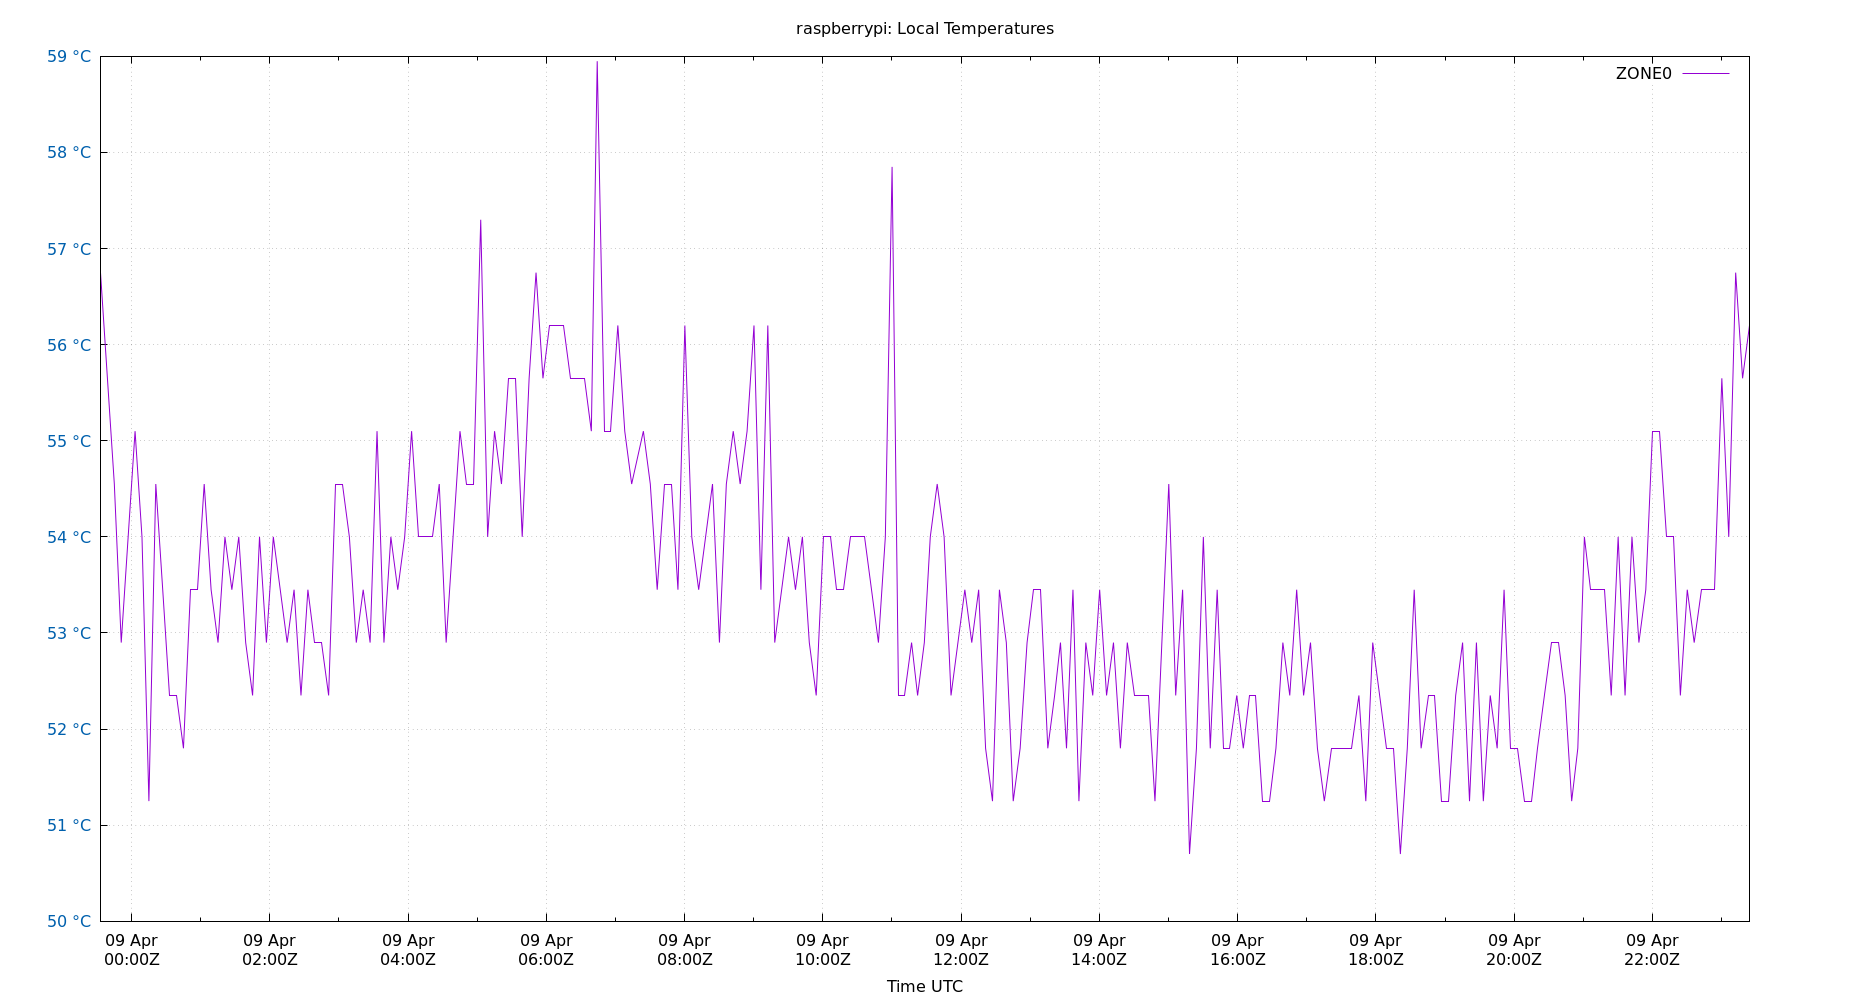 raspberrypi: Local Temperatures
59 °C
ZONE0
58 °C
57 °C
56 °C
55 °C
54 °C
53 °C
52 °C
51 °C
50 °C
09 Apr 09 Apr 09 Apr 09 Apr 09 Apr 09 Apr 09 Apr 09 Apr 09 Apr 09 Apr 09 Apr 09 Apr
00:00Z 02:00Z 04:00Z 06:00Z 08:00Z 10:00Z 12:00Z 14:00Z 16:00Z 18:00Z 20:00Z 22:00Z
Time UTC